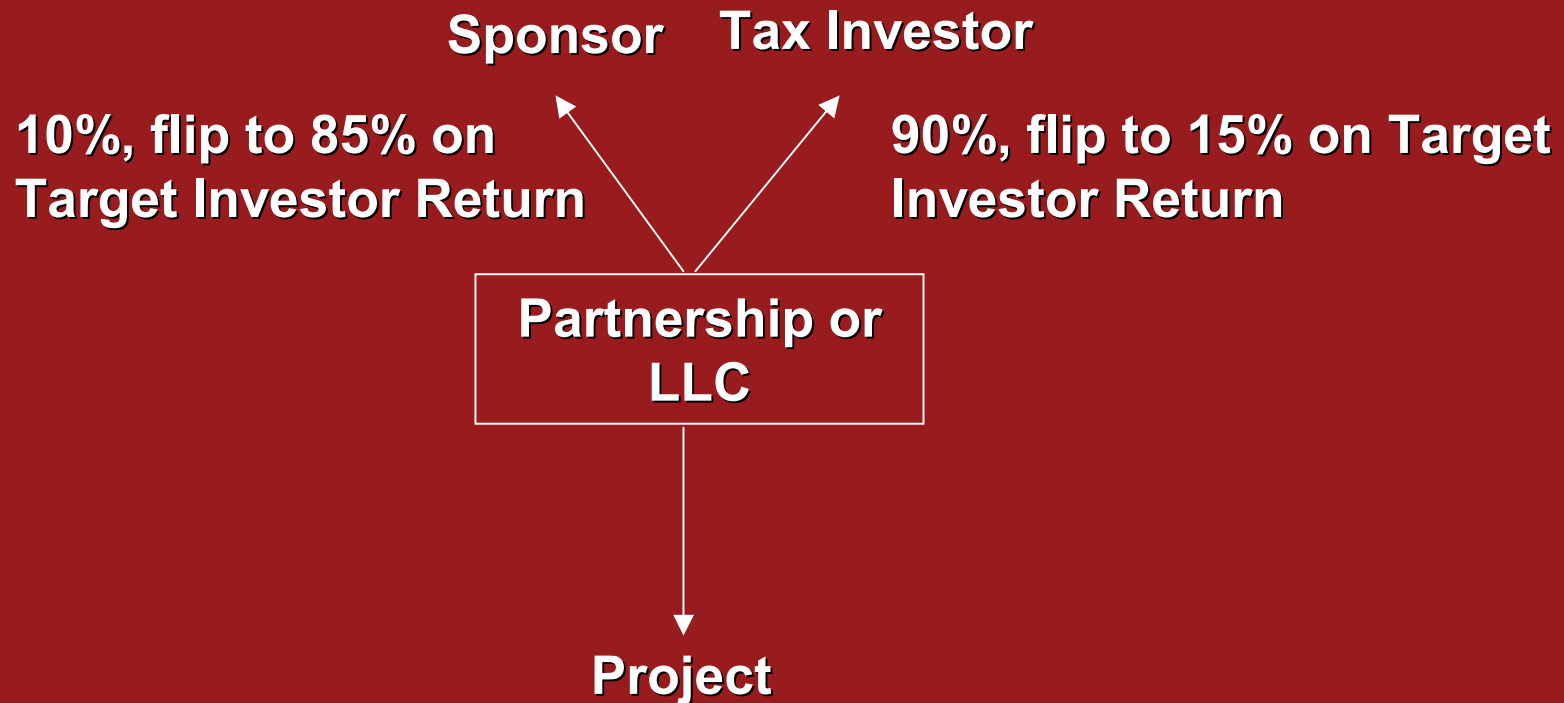 Sponsor
Tax Investor
10%, flip to 85% on
Target Investor Return
90%, flip to 15% on Target
Investor Return
Partnership or
LLC
Project